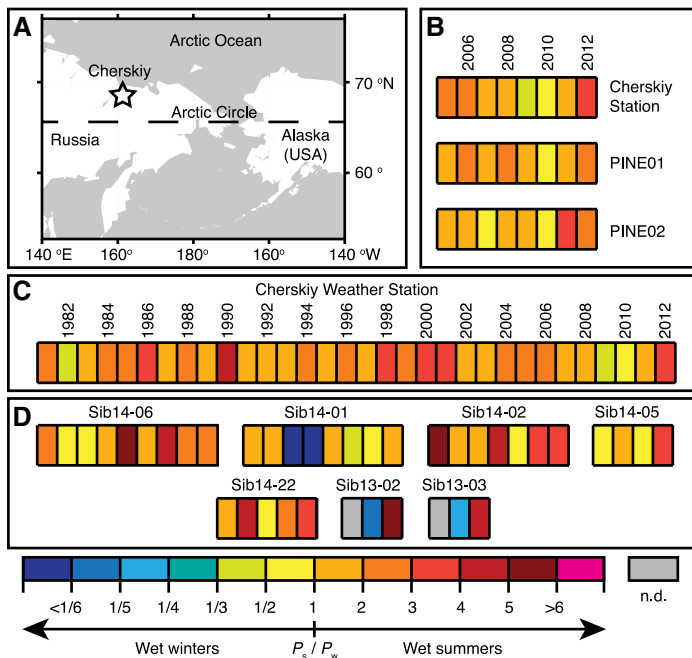 A
Arctic Ocean
Cherskiy
Arctic Circle
Russia
Alaska
(USA)
70 °N
60 °
140 °E
160°
180°
160°
140 °W
B
2006
2008
2010
2012
Cherskiy
Station
PINE01
PINE02
C
Cherskiy Weather Station
1982
1984
1986
1988
1990
1992
1994
1996
1998
2000
2002
2004
2006
2008
2010
2012
D
Sib14-06
Sib14-01
Sib14-02
Sib14-05
Sib14-22
Sib13-02
Sib13-03
<1/6
1/5
1/4
1/3
1/2
1
2
3
4
5
>6
n.d.
Wet winters
Ps / Pw
Wet summers